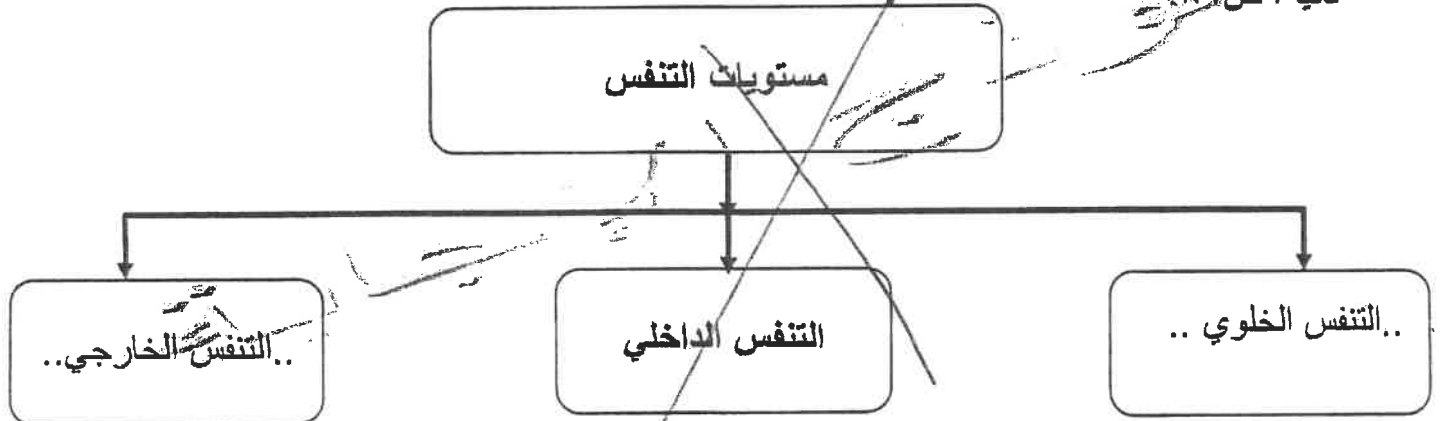 مستويات التنفس
..التنفس الخلوي ..
التنفس الداخلي
..التنفس الخارجي..